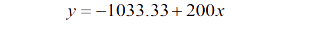 y = −1033.33 + 200x